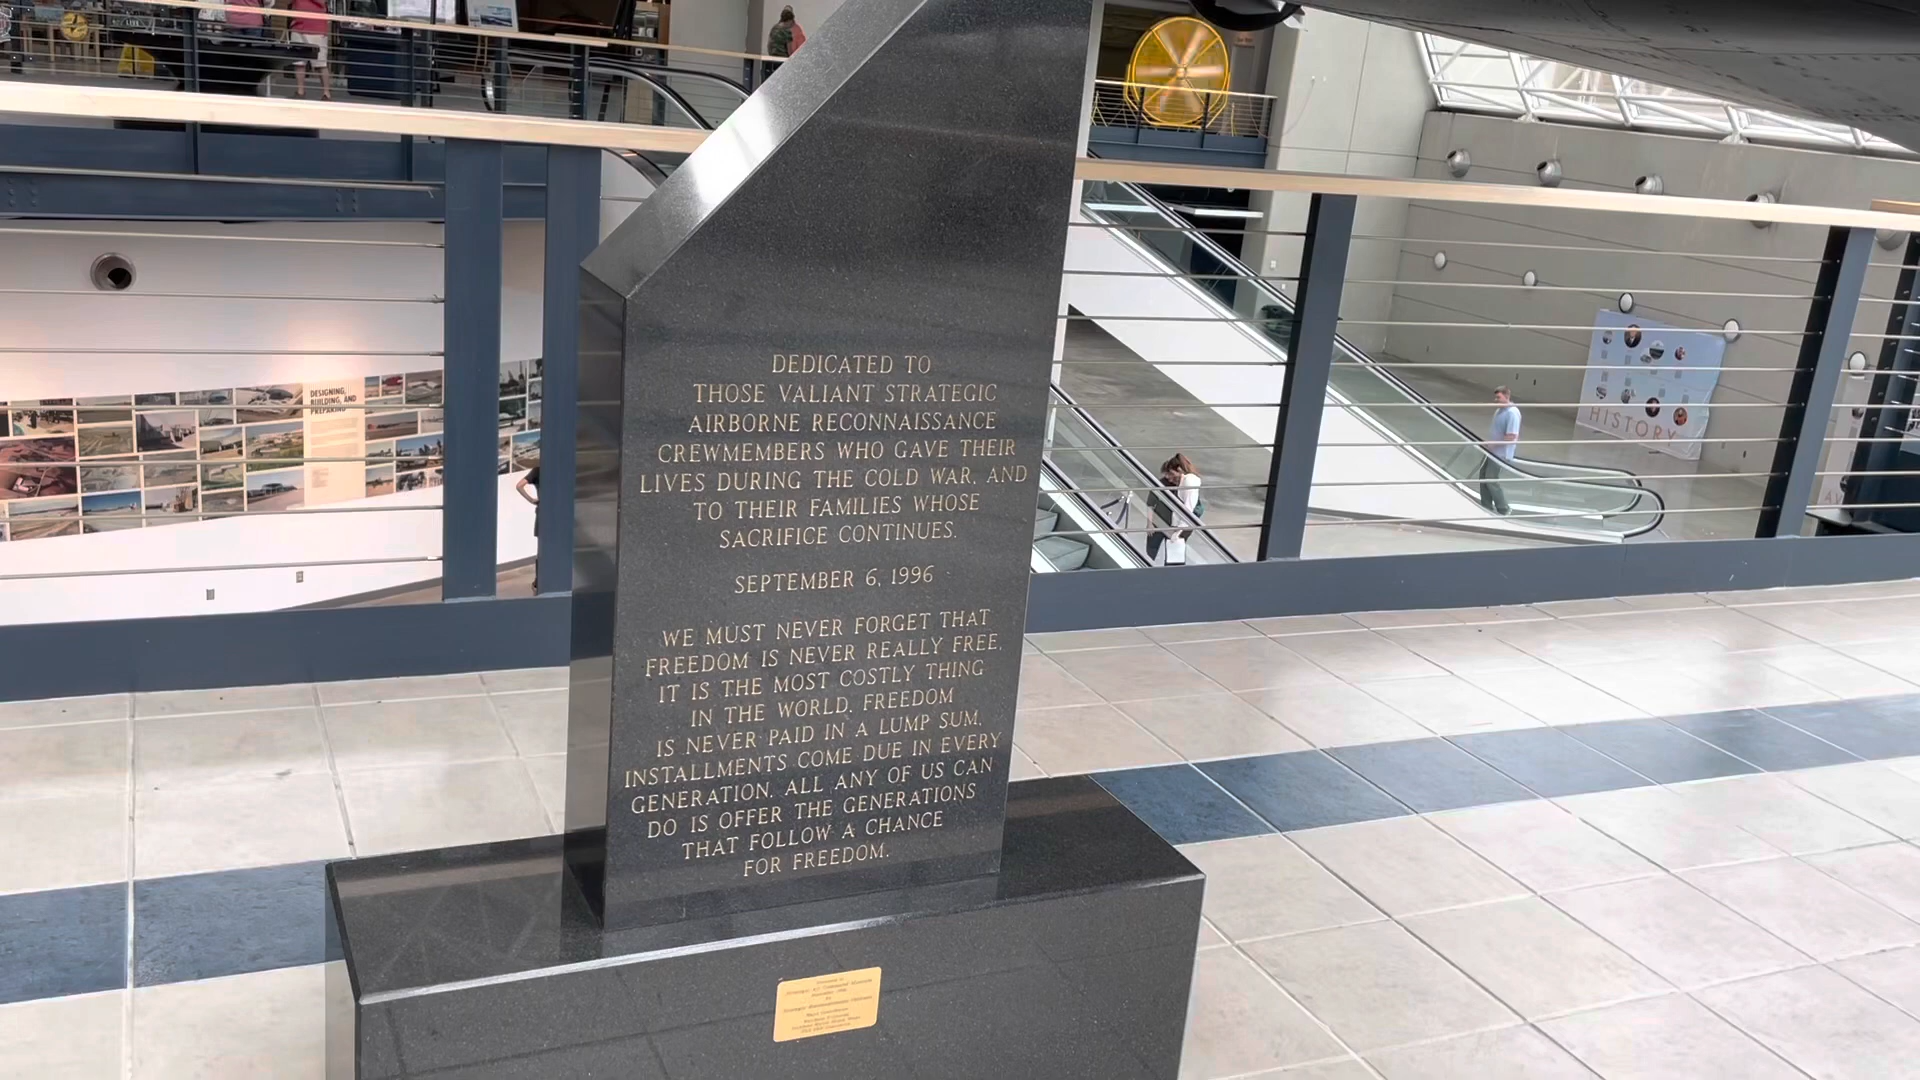 DEDICATED TO
THOSE VALIANT STRATEGIC
AIRBORNE RECONNAISSANCE
CREWMEMBERS WHO GAVE THEIR
LIVES DURING THE COLD WAR, AND
TO THEIR FAMILIES WHOSE
SACRIFICE CONTINUES.
SEPTEMBER 6, 1996
WE MUST NEVER FORGET THAT
FREEDOM IS NEVER REALLY FREE.
IT IS THE MOST COSTLY THING
IN THE WORLD. FREEDOM
IS NEVER PAID IN A LUMP SUM.
INSTALLMENTS COME DUE IN EVERY
GENERATION. ALL ANY OF US CAN
DO IS OFFER THE GENERATIONS
THAT FOLLOW A CHANCE
FOR FREEDOM.
DESIGNING,
BUILDING, AND
PREPARING
HISTORY
Strategic Air Command Museum